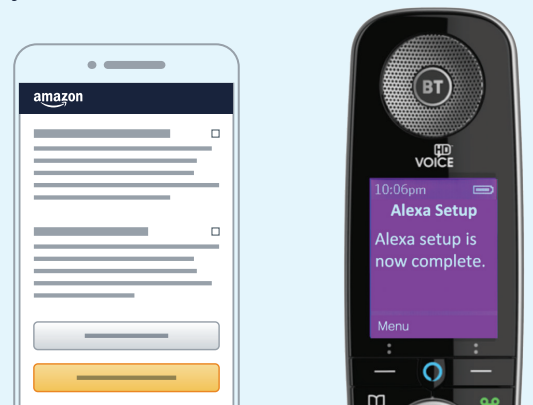 amazon
BT
HD
VOICE
10:06pm
Alexa Setup
Alexa setup is
now complete.
Menu